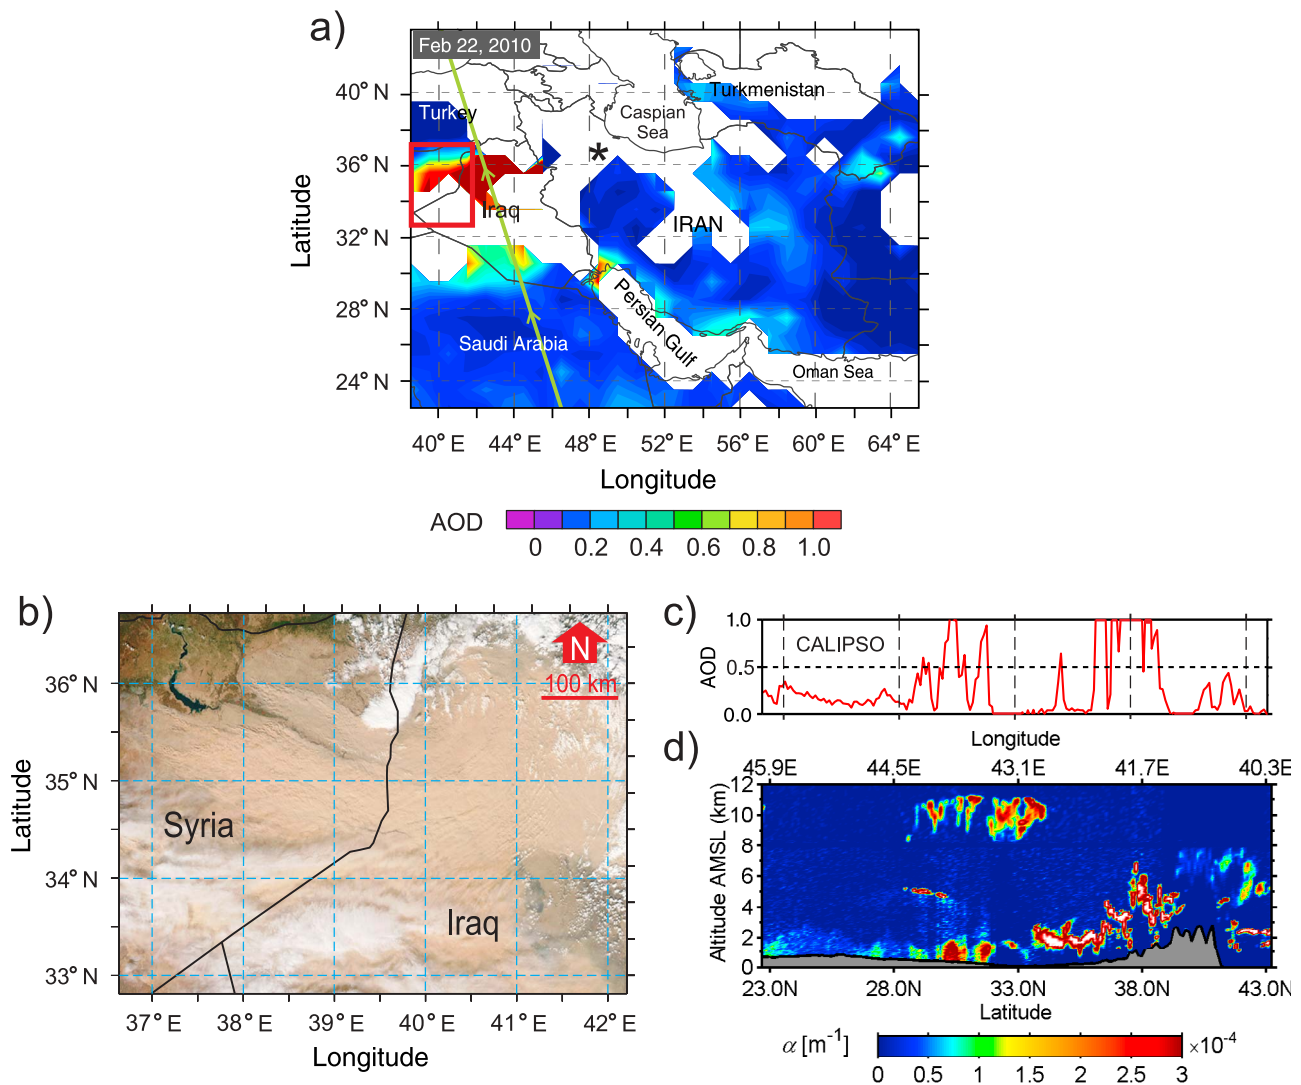 a)
Feb 22, 2010
40° N
36° N
32° N
28° N
24° N
Latitude
Turkey
Turkmenistan
Caspian
Sea
*
Iraq
IRAN
Persian Gulf
Saudi Arabia
Oman Sea
40° E 44° E 48° E 52° E 56° E 60° E 64° E
Longitude
AOD
0 0.2 0.4 0.6 0.8 1.0
b)
N
100 km
36° N
35° N
34° N
33° N
Latitude
Syria
Iraq
37° E 38° E 39° E 40° E 41° E 42° E
Longitude
c)
1.0
0.5
0.0
AOD
CALIPSO
Longitude
d)
45.9E 44.5E 43.1E 41.7E 40.3E
12
10
8
6
4
2
0
Altitude AMSL (km)
23.0N 28.0N 33.0N 38.0N 43.0N
Latitude
α [m⁻¹]
0 0.5 1 1.5 2 2.5 3
×10⁻⁴